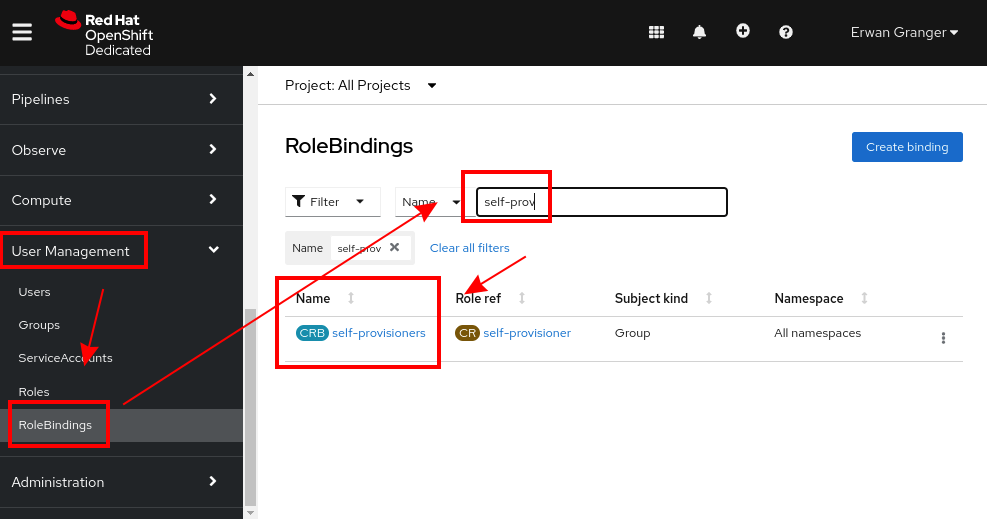 Red Hat
OpenShift
Dedicated
Erwan Granger
Pipelines
Observe
Compute
User Management
Users
Groups
ServiceAccounts
Roles
RoleBindings
Administration
Project: All Projects
RoleBindings
Create binding
Filter
Name
self-prov
Name self-prov
Clear all filters
Name Role ref Subject kind Namespace
CRB self-provisioners CR self-provisioner Group All namespaces